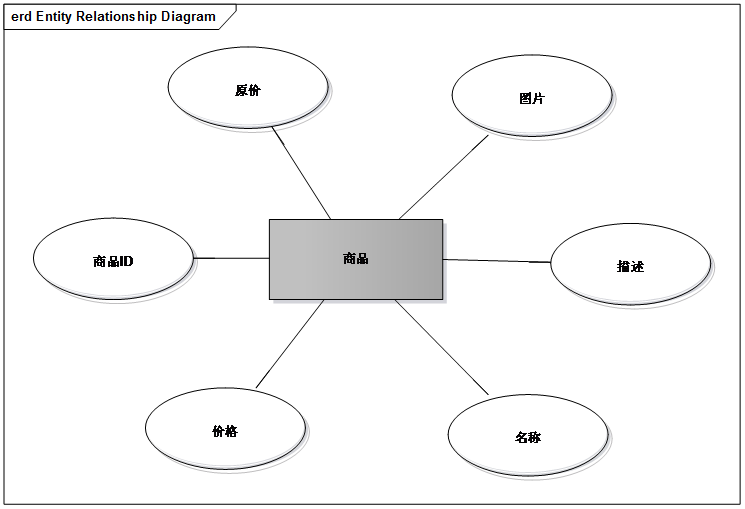 erd Entity Relationship Diagram
原价
图片
商品ID
商品
描述
价格
名称